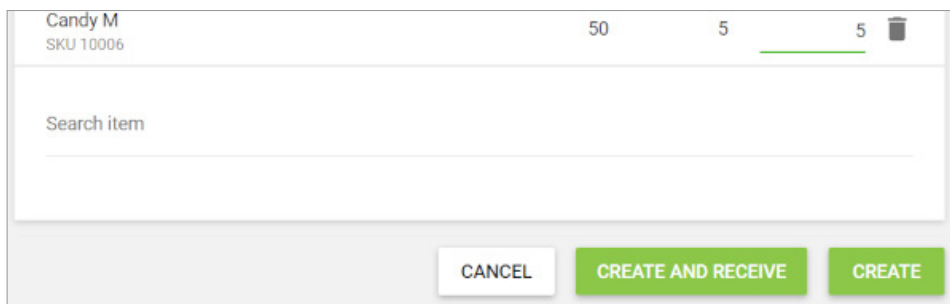 Candy M 50 5 5
SKU 10006
Search item
CANCEL CREATE AND RECEIVE CREATE